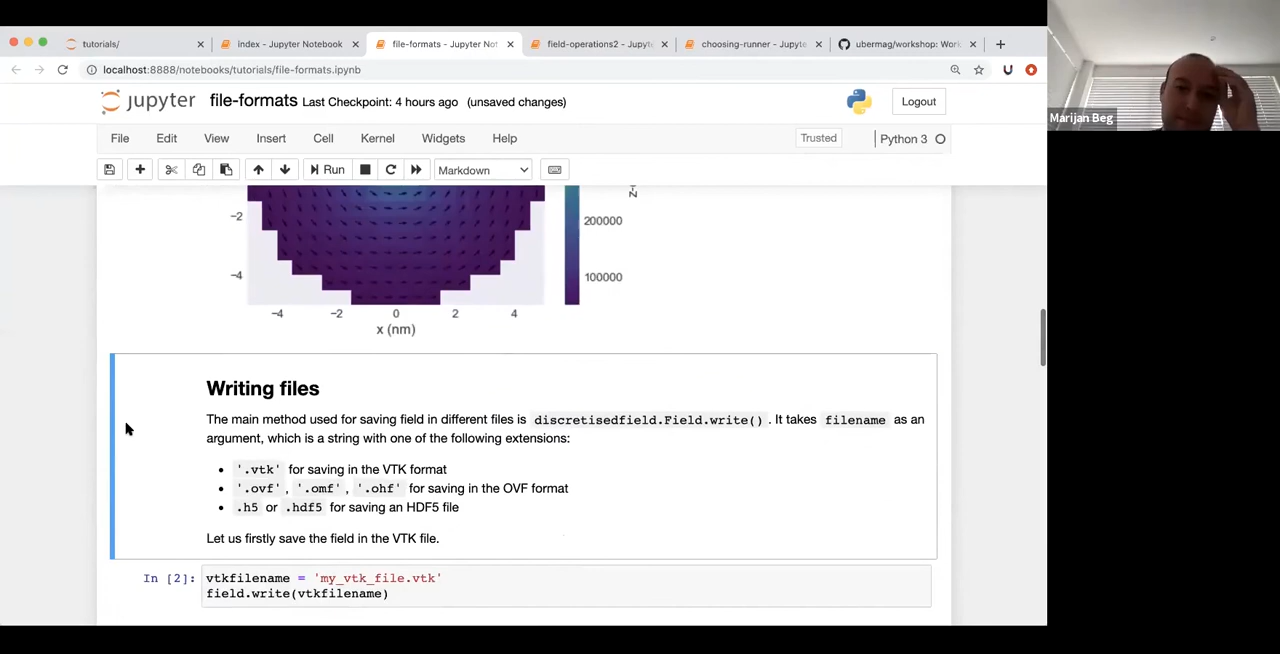 tutorials/
index - Jupyter Notebook
file-formats - Jupyter Not
field-operations2 - Jupyte
choosing-runner - Jupyte
ubermag/workshop: Work
localhost:8888/notebooks/tutorials/file-formats.ipynb
jupyter file-formats Last Checkpoint: 4 hours ago (unsaved changes)
Logout
File Edit View Insert Cell Kernel Widgets Help
Trusted
Python 3
Run
Markdown
Marijan Beg
−2
−4
−4 −2 0 2 4
x (nm)
200000
100000
Writing files
The main method used for saving field in different files is discretisedfield.Field.write() . It takes filename as an
argument, which is a string with one of the following extensions:
• '.vtk' for saving in the VTK format
• '.ovf' , '.omf' , '.ohf' for saving in the OVF format
• .h5 or .hdf5 for saving an HDF5 file
Let us firstly save the field in the VTK file.
In [2]: vtkfilename = 'my_vtk_file.vtk'
field.write(vtkfilename)